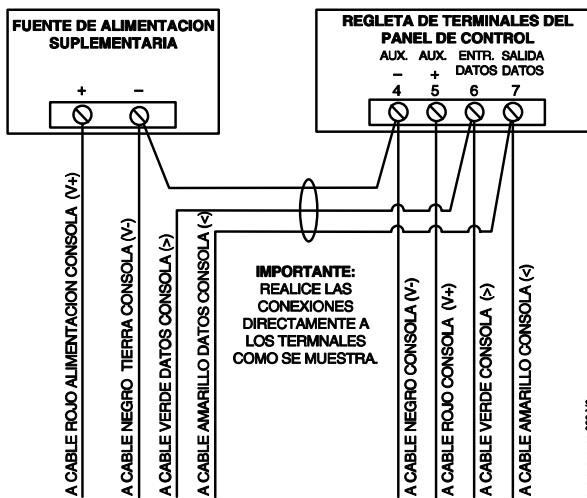 FUENTE DE ALIMENTACION
SUPLEMENTARIA
+ −
REGLETA DE TERMINALES DEL
PANEL DE CONTROL
AUX. AUX. ENTR. SALIDA
− + DATOS DATOS
4 5 6 7
A CABLE ROJO ALIMENTACION CONSOLA (V+)
A CABLE NEGRO TIERRA CONSOLA (V-)
A CABLE VERDE DATOS CONSOLA (>)
A CABLE AMARILLO DATOS CONSOLA (<)
IMPORTANTE:
REALICE LAS
CONEXIONES
DIRECTAMENTE A
LOS TERMNALES
COMO SE MUESTRA.
A CABLE NEGRO CONSOLA (V-)
A CABLE ROJO CONSOLA (V+)
A CABLE VERDE CONSOLA (>)
A CABLE AMARILLO CONSOLA (<)